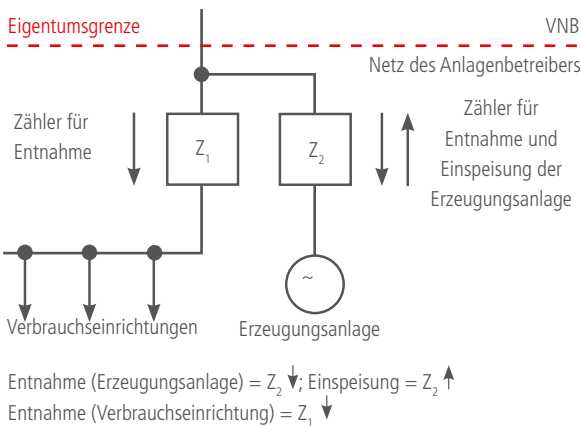 Eigentumsgrenze
VNB
Netz des Anlagenbetreibers
Zähler für
Entnahme
Z₁
Z₂
Zähler für
Entnahme und
Einspeisung der
Erzeugungsanlage
~
Verbrauchseinrichtungen
Erzeugungsanlage
Entnahme (Erzeugungsanlage) = Z₂ ↓; Einspeisung = Z₂ ↑
Entnahme (Verbrauchseinrichtung) = Z₁ ↓